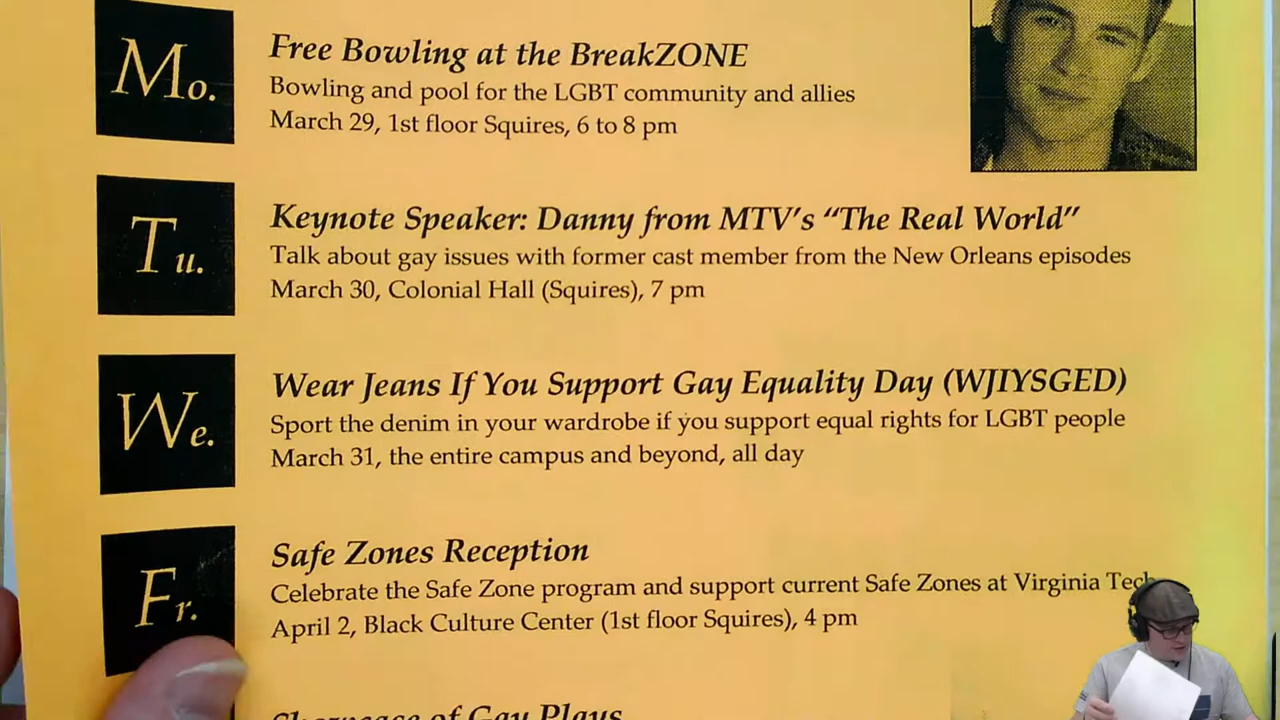 Mo.
Free Bowling at the BreakZONE
Bowling and pool for the LGBT community and allies
March 29, 1st floor Squires, 6 to 8 pm
Tu.
Keynote Speaker: Danny from MTV's "The Real World"
Talk about gay issues with former cast member from the New Orleans episodes
March 30, Colonial Hall (Squires), 7 pm
We.
Wear Jeans If You Support Gay Equality Day (WJIYSGED)
Sport the denim in your wardrobe if you support equal rights for LGBT people
March 31, the entire campus and beyond, all day
Fr.
Safe Zones Reception
Celebrate the Safe Zone program and support current Safe Zones at Virginia Tech
April 2, Black Culture Center (1st floor Squires), 4 pm
Showcase of Gay Plays